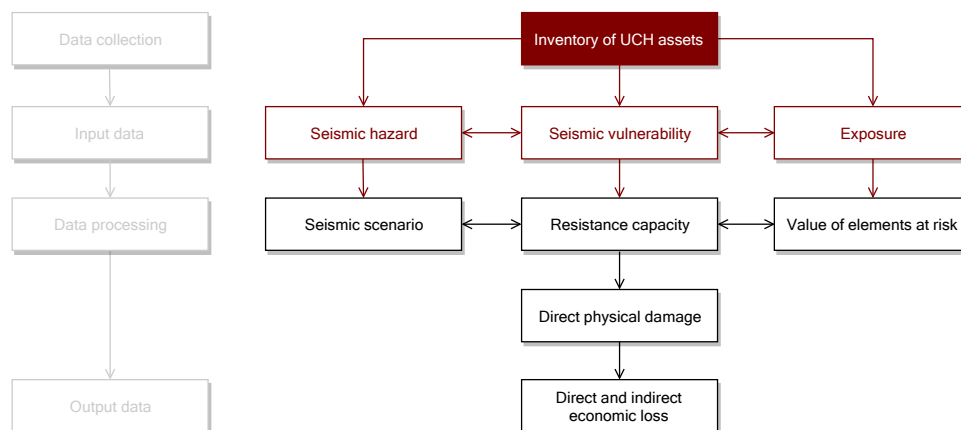 Data collection
Inventory of UCH assets
Input data
Seismic hazard
Seismic vulnerability
Exposure
Data processing
Seismic scenario
Resistance capacity
Value of elements at risk
Direct physical damage
Output data
Direct and indirect
economic loss